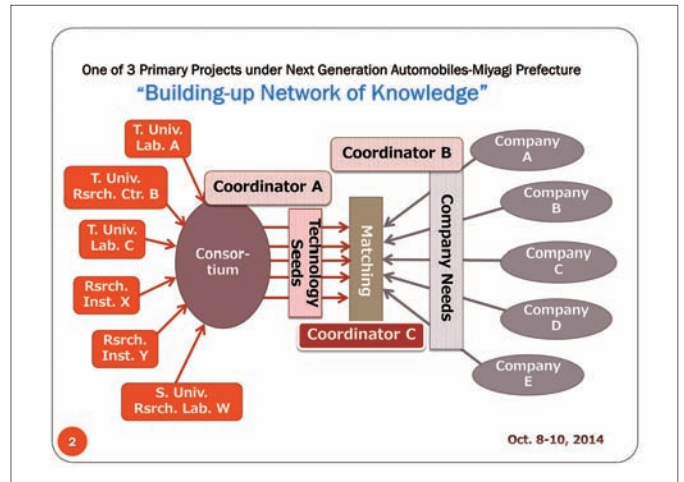 One of 3 Primary Projects under Next Generation Automobiles-Miyagi Prefecture
"Building-up Network of Knowledge"
T. Univ.
Lab. A
T. Univ.
Rsrch. Ctr. B
T. Univ.
Lab. C
Rsrch.
Inst. X
Rsrch.
Inst. Y
S. Univ.
Rsrch. Lab. W
Coordinator A
Consor-
tium
Technology
Seeds
Matching
Coordinator C
Coordinator B
Company Needs
Company
A
Company
B
Company
C
Company
D
Company
E
2
Oct. 8-10, 2014